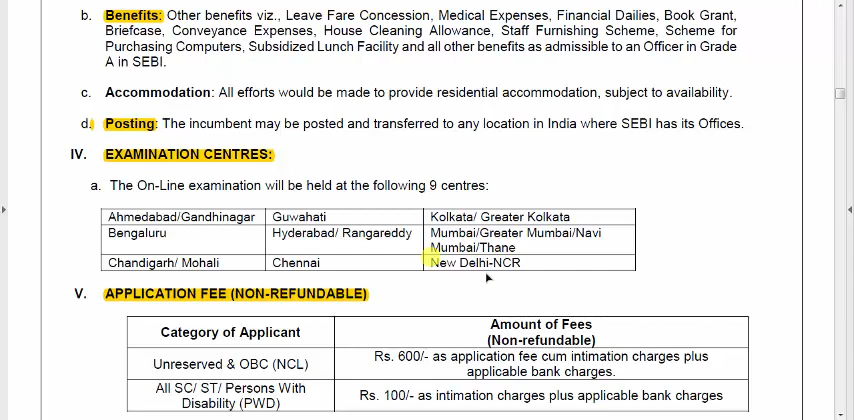 b. Benefits: Other benefits viz., Leave Fare Concession, Medical Expenses, Financial Dailies, Book Grant,
Briefcase, Conveyance Expenses, House Cleaning Allowance, Staff Furnishing Scheme, Scheme for
Purchasing Computers, Subsidized Lunch Facility and all other benefits as admissible to an Officer in Grade
A in SEBI.
c. Accommodation: All efforts would be made to provide residential accommodation, subject to availability.
d. Posting: The incumbent may be posted and transferred to any location in India where SEBI has its Offices.
IV. EXAMINATION CENTRES:
a. The On-Line examination will be held at the following 9 centres:
Ahmedabad/Gandhinagar Guwahati Kolkata/ Greater Kolkata
Bengaluru Hyderabad/ Rangareddy Mumbai/Greater Mumbai/Navi
Mumbai/Thane
Chandigarh/ Mohali Chennai New Delhi-NCR
V. APPLICATION FEE (NON-REFUNDABLE)
Category of Applicant
Amount of Fees
(Non-refundable)
Unreserved & OBC (NCL)
Rs. 600/- as application fee cum intimation charges plus
applicable bank charges.
All SC/ ST/ Persons With
Disability (PWD)
Rs. 100/- as intimation charges plus applicable bank charges